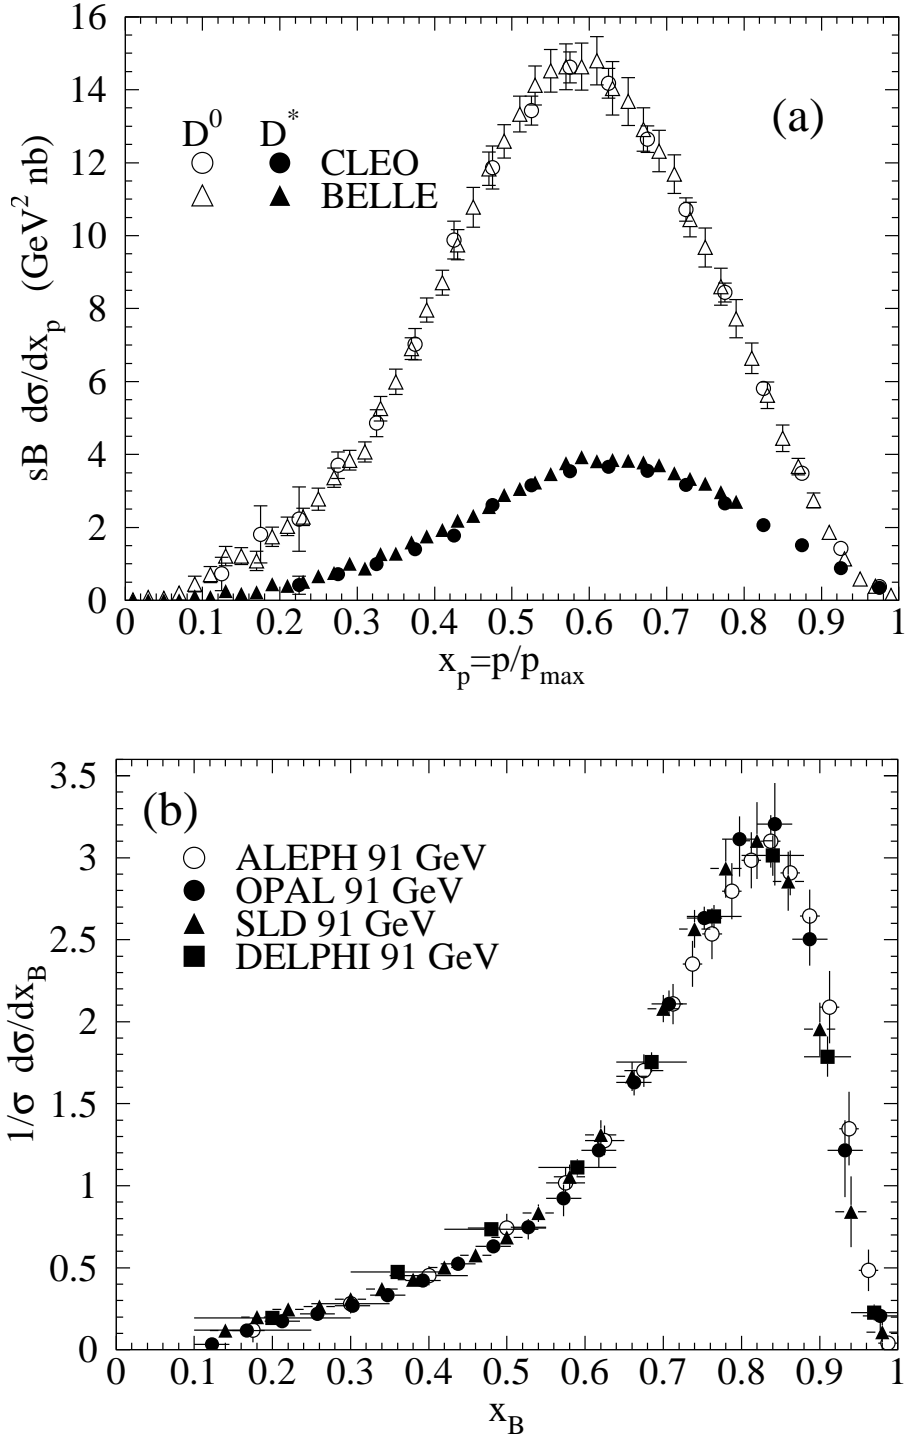 16
14
12
10
8
6
4
2
0
sB dσ/dx_p (GeV² nb)
(a)
D⁰ D*
CLEO
BELLE
0 0.1 0.2 0.3 0.4 0.5 0.6 0.7 0.8 0.9 1
x_p=p/p_max
3.5
3
2.5
2
1.5
1
0.5
0
1/σ dσ/dx_B
(b)
ALEPH 91 GeV
OPAL 91 GeV
SLD 91 GeV
DELPHI 91 GeV
0 0.1 0.2 0.3 0.4 0.5 0.6 0.7 0.8 0.9 1
x_B